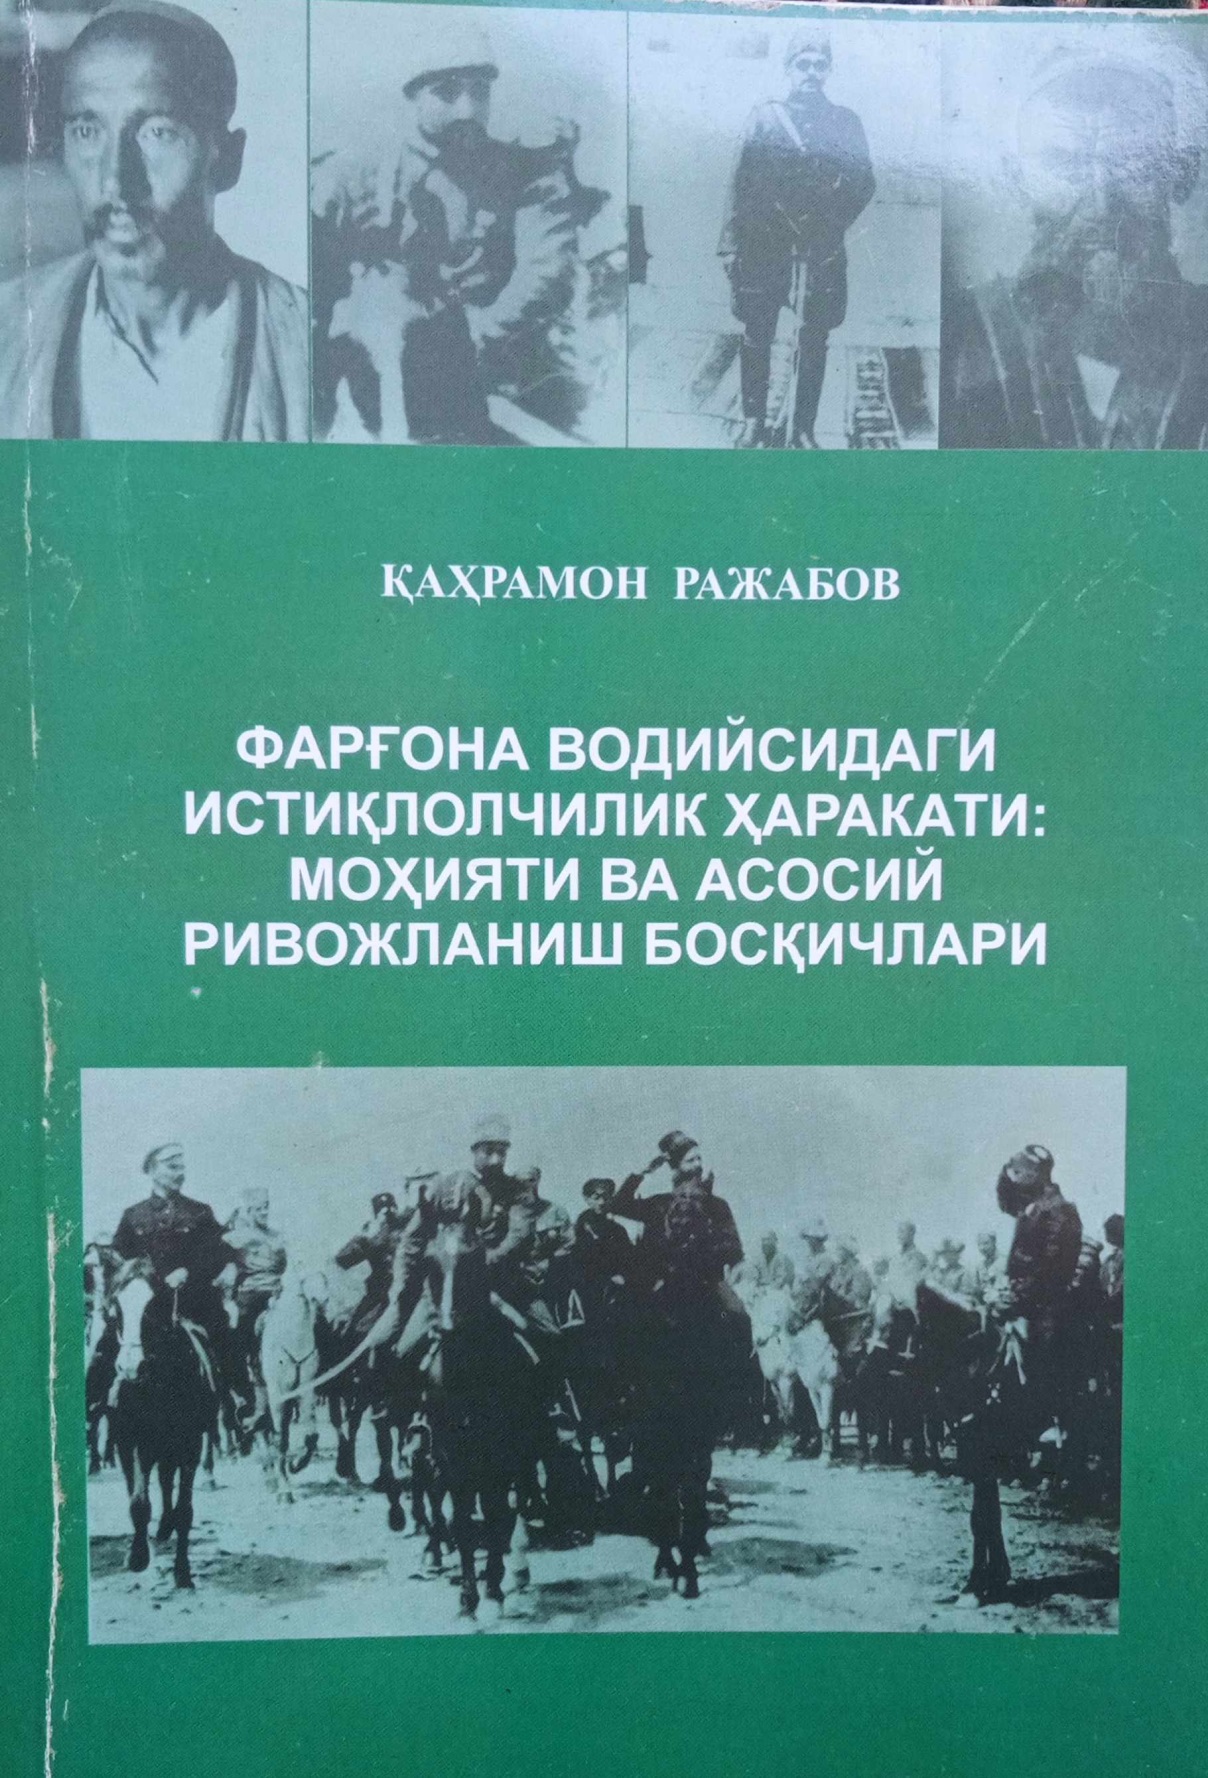 ҚАҲРАМОН РАЖАБОВ
ФАРҒОНА ВОДИЙСИДАГИ
ИСТИҚЛОЛЧИЛИК ҲАРАКАТИ:
МОҲИЯТИ ВА АСОСИЙ
РИВОЖЛАНИШ БОСҚИЧЛАРИ